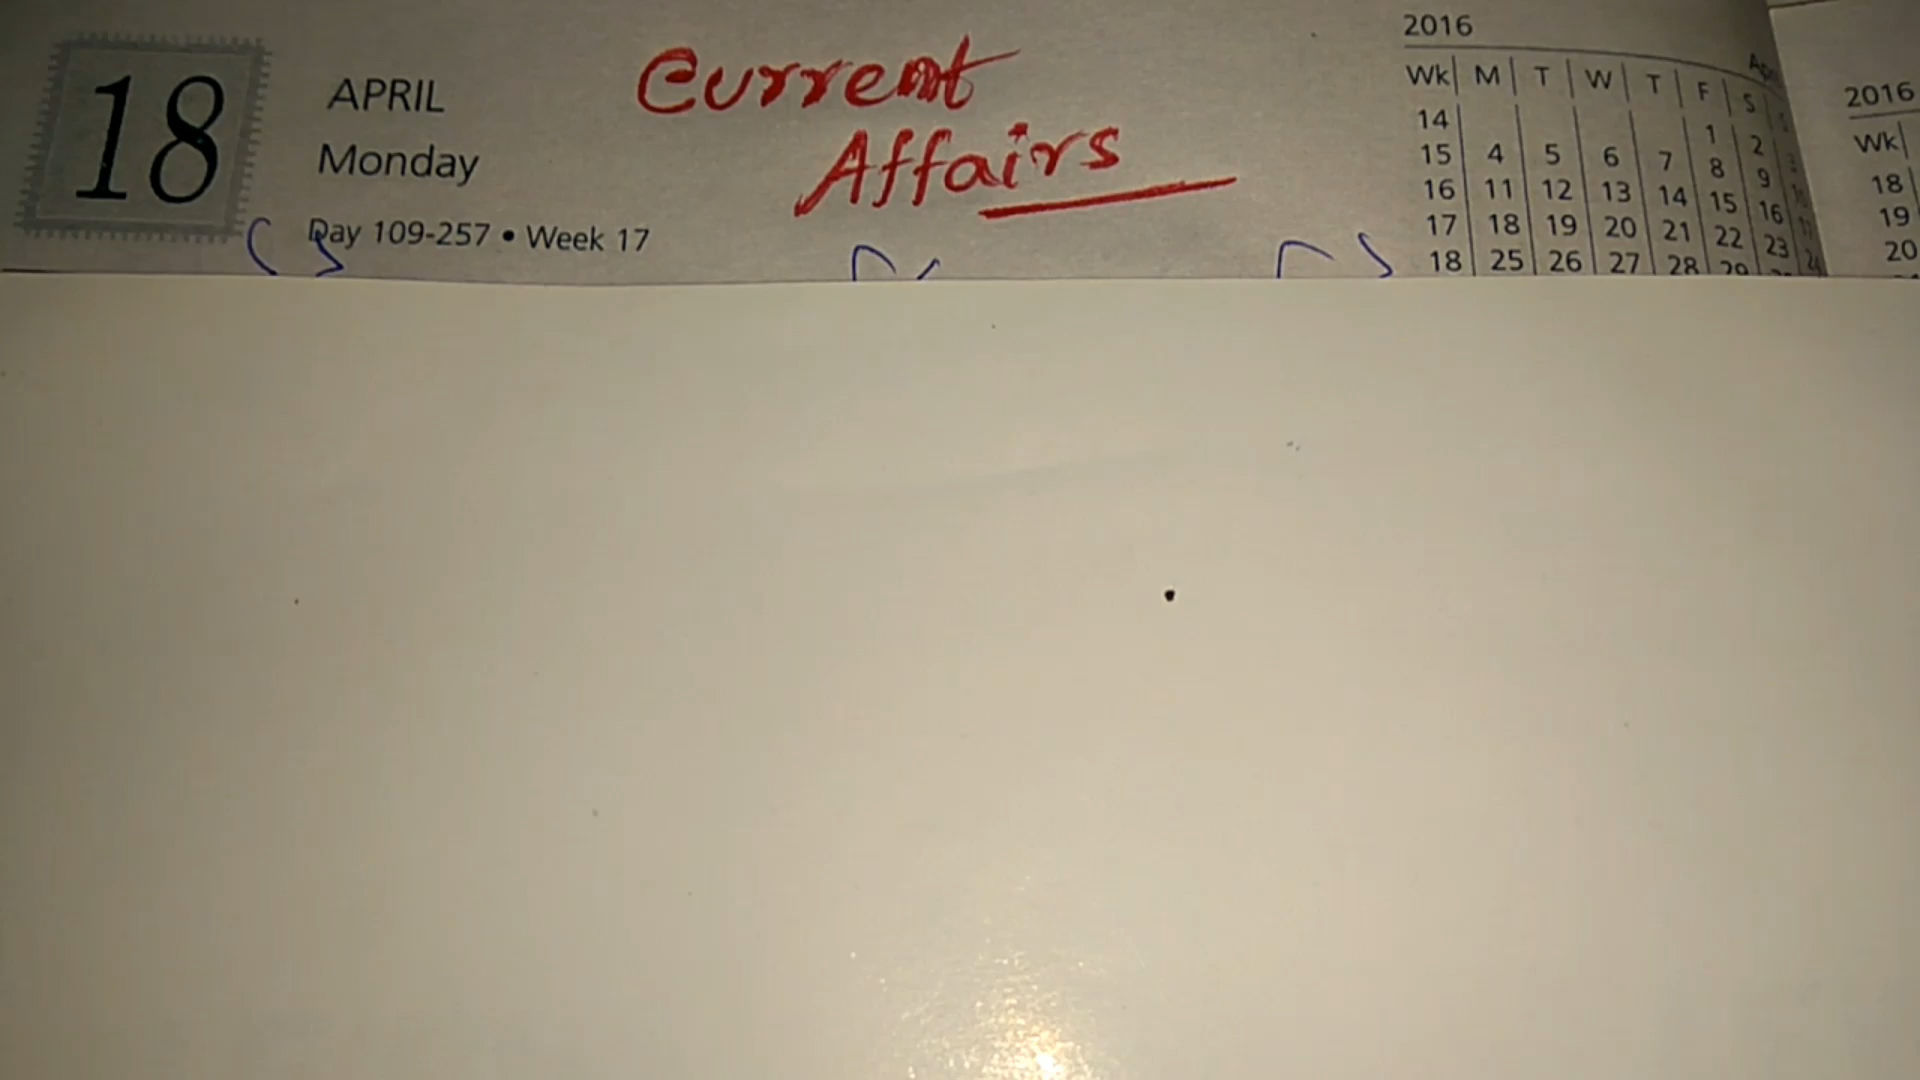 18
APRIL
Monday
Day 109-257 • Week 17
Current
Affairs
2016
Wk M T W T F S
14 1 2
15 4 5 6 7 8 9
16 11 12 13 14 15 16
17 18 19 20 21 22 23
18 25 26 27 28 29
2016
Wk
18
19
20